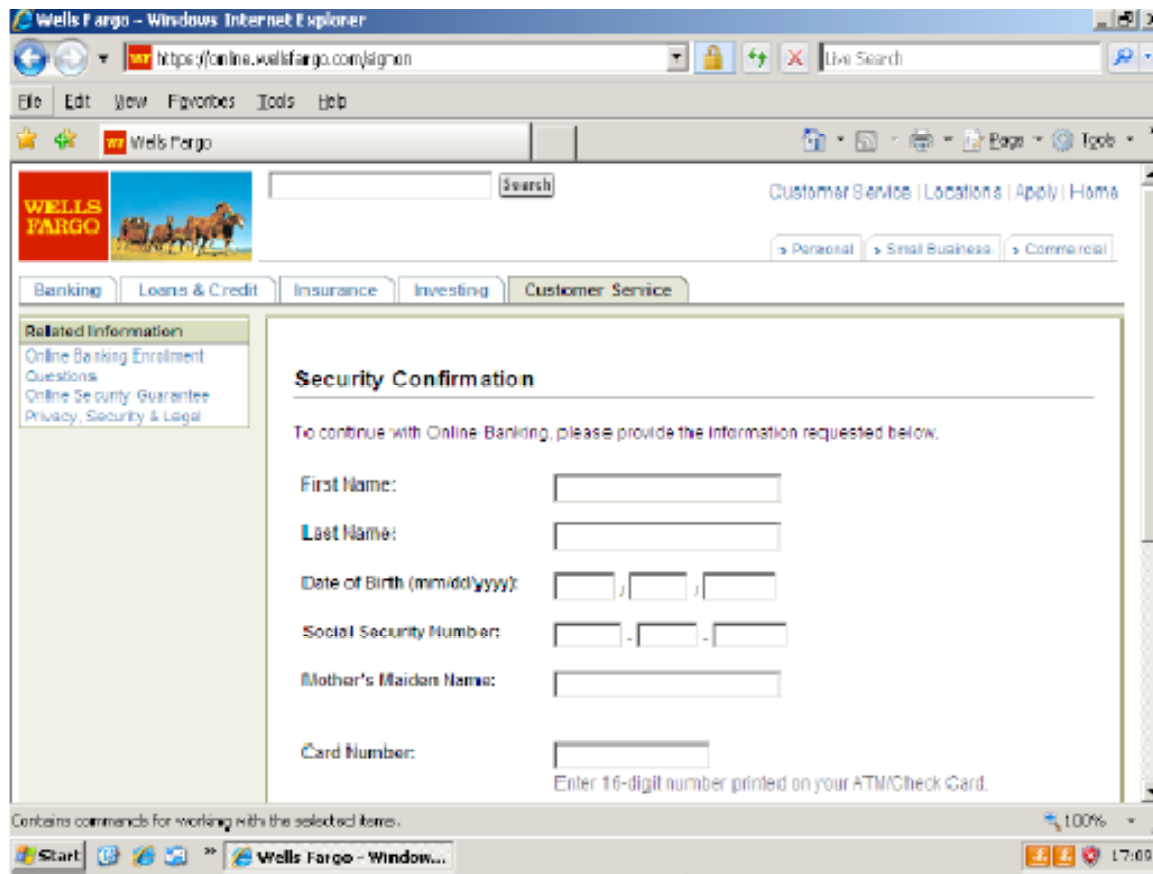 Wells Fargo - Windows Internet Explorer
https://online.wellsfargo.com/signon
Live Search
File Edit View Favorites Tools Help
Wells Fargo
Page Tools
WELLS
FARGO
Search
Customer Service | Locations | Apply | Home
Personal Small Business Commercial
Banking Loans & Credit Insurance Investing Customer Service
Related Information
Online Banking Enrollment
Questions
Online Security Guarantee
Privacy, Security & Legal
Security Confirmation
To continue with Online Banking, please provide the information requested below.
First Name:
Last Name:
Date of Birth (mm/dd/yyyy): / /
Social Security Number: - -
Mother's Maiden Name:
Card Number:
Enter 16-digit number printed on your ATM/Check Card.
Contains commands for working with the selected items.
100%
Start
Wells Fargo - Window...
17:09